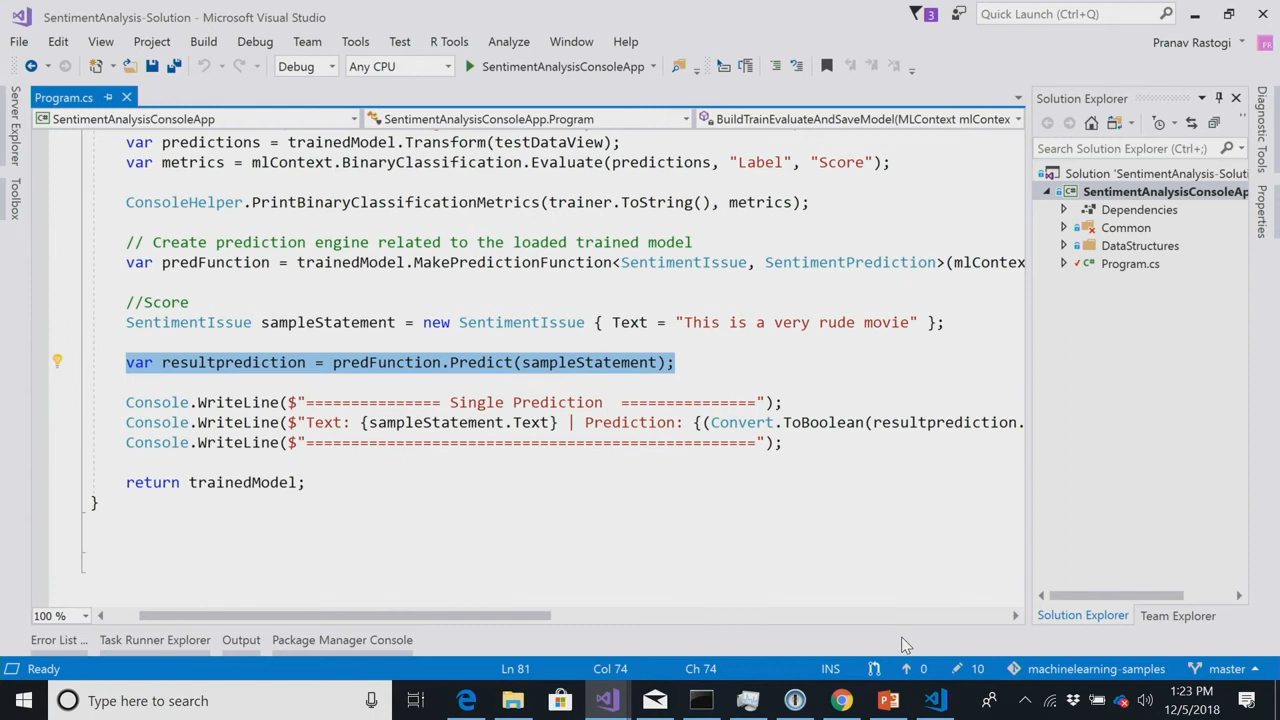 SentimentAnalysis-Solution - Microsoft Visual Studio
3
Quick Launch (Ctrl+Q)
File Edit View Project Build Debug Team Tools Test R Tools Analyze Window Help
Pranav Rastogi
PR
Debug Any CPU SentimentAnalysisConsoleApp
Server Explorer
Toolbox
Program.cs
SentimentAnalysisConsoleApp SentimentAnalysisConsoleApp.Program BuildTrainEvaluateAndSaveModel(MLContext mlContex
var predictions = trainedModel.Transform(testDataView);
var metrics = mlContext.BinaryClassification.Evaluate(predictions, "Label", "Score");
ConsoleHelper.PrintBinaryClassificationMetrics(trainer.ToString(), metrics);
// Create prediction engine related to the loaded trained model
var predFunction = trainedModel.MakePredictionFunction<SentimentIssue, SentimentPrediction>(mlContex
//Score
SentimentIssue sampleStatement = new SentimentIssue { Text = "This is a very rude movie" };
var resultprediction = predFunction.Predict(sampleStatement);
Console.WriteLine($"=============== Single Prediction  ===============");
Console.WriteLine($"Text: {sampleStatement.Text} | Prediction: {(Convert.ToBoolean(resultprediction.
Console.WriteLine($"==================================================");
return trainedModel;
}
100 %
Solution Explorer
Search Solution Explorer (Ctrl+;)
Solution 'SentimentAnalysis-Soluti
SentimentAnalysisConsoleAp
Dependencies
Common
DataStructures
Program.cs
Solution Explorer Team Explorer
Diagnostic Tools
Properties
Error List ... Task Runner Explorer Output Package Manager Console
Ready Ln 81 Col 74 Ch 74 INS 0 10 machinelearning-samples master
Type here to search
1:23 PM
12/5/2018